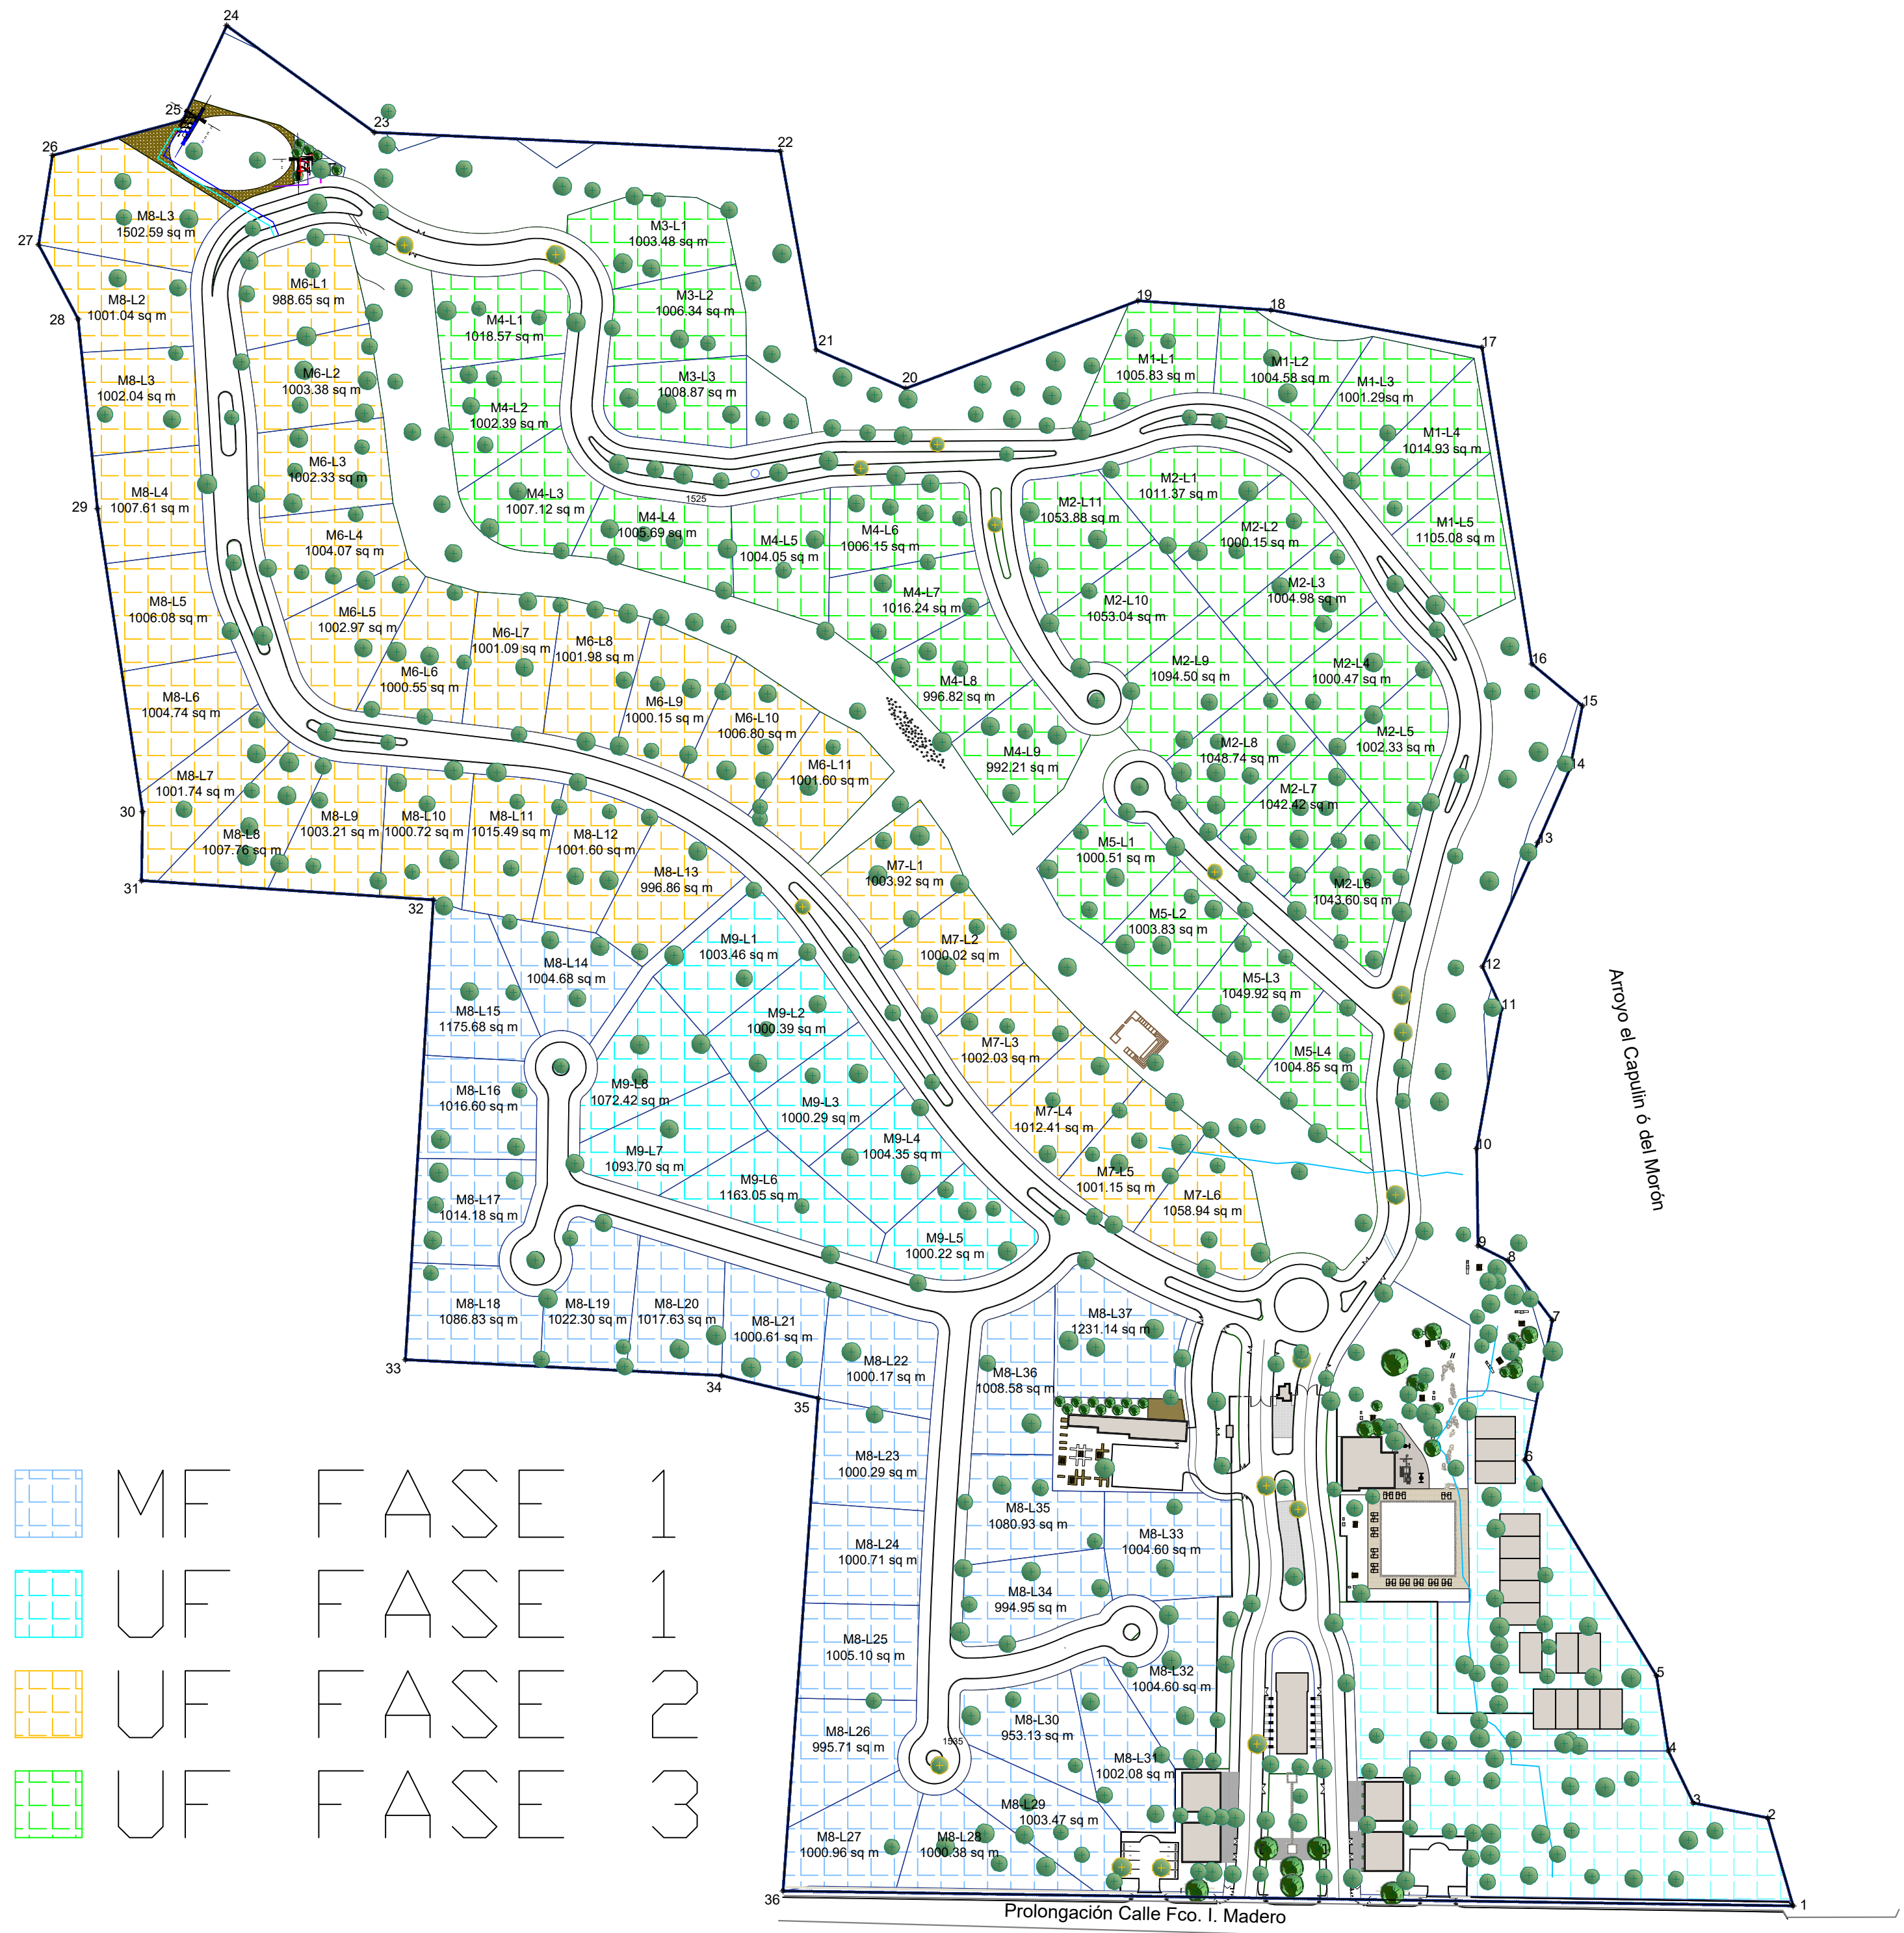 24
25
23
26
22
M8-L3
1502.59 sq m
27
M3-L1
1003.48 sq m
M6-L1
988.65 sq m
M8-L2
1001.04 sq m
28
M3-L2
1006.34 sq m
19
18
M4-L1
1018.57 sq m
21
17
M1-L1
1005.83 sq m
M1-L2
1004.58 sq m
M8-L3
1002.04 sq m
M6-L2
1003.38 sq m
M3-L3
1008.87 sq m
20
M1-L3
1001.29sq m
M4-L2
1002.39 sq m
M1-L4
1014.93 sq m
M6-L3
1002.33 sq m
M2-L1
1011.37 sq m
M8-L4
1007.61 sq m
29
M4-L3
1007.12 sq m
1525
M2-L11
1053.88 sq m
M4-L4
1005.69sq m
M4-L5
1004.05 sq m
M4-L6
1006.15 sq m
M2-L2
1000.15 sq m
M1-L5
1105.08 sq m
M6-L4
1004.07 sq m
M2-L3
1004.98 sq m
M8-L5
1006.08 sq m
M6-L5
1002.97 sq m
M4-L7
1016.24 sq m
M2-L10
1053.04 sq m
M6-L7
1001.09 sq m
M6-L8
1001.98 sq m
16
M6-L6
1000.55 sq m
M2-L9
1094.50 sq m
M2-L4
1000.47 sq m
M4-L8
996.82 sq m
15
M8-L6
1004.74 sq m
M6-L9
1000.15 sq m
M6-L10
1006.80 sq m
M2-L5
1002.33 sq m
M2-L8
1048.74 sq m
M4-L9
992.21 sq m
14
M6-L11
1001.60 sq m
M8-L7
1001.74 sq m
M2-L7
1042.42 sq m
30
M8-L8
1007.76 sq m
M8-L9
1003.21 sq m
M8-L10
1000.72 sq m
M8-L11
1015.49 sq m
M8-L12
1001.60 sq m
13
M5-L1
1000.51 sq m
M8-L13
996.86 sq m
M7-L1
1003.92 sq m
31
M2-L6
1043.60 sq m
32
M5-L2
1003.83 sq m
M9-L1
1003.46 sq m
M7-L2
1000.02 sq m
12
M8-L14
1004.68 sq m
M5-L3
1049.92 sq m
11
M8-L15
1175.68 sq m
M9-L2
1000.39 sq m
M7-L3
1002.03 sq m
M5-L4
1004.85 sq m
Arroyo el Capulin ó del Morón
M8-L16
1016.60 sq m
M9-L8
1072.42 sq m
M9-L3
1000.29 sq m
M7-L4
1012.41 sq m
10
M9-L4
1004.35 sq m
M9-L7
1093.70 sq m
M7-L5
1001.15 sq m
M9-L6
1163.05 sq m
M8-L17
1014.18 sq m
M7-L6
1058.94 sq m
9
M9-L5
1000.22 sq m
8
M8-L18
1086.83 sq m
M8-L19
1022.30 sq m
M8-L20
1017.63 sq m
M8-L21
1000.61 sq m
M8-L37
1231.14 sq m
7
33
M8-L22
1000.17 sq m
M8-L36
1008.58 sq m
34
35
M8-L23
1000.29 sq m
6
MF FASE 1
M8-L35
1080.93 sq m
M8-L33
1004.60 sq m
M8-L24
1000.71 sq m
UF FASE 1
M8-L34
994.95 sq m
M8-L25
1005.10 sq m
M8-L32
1004.60 sq m
5
UF FASE 2
M8-L26
995.71 sq m
1535
M8-L30
953.13 sq m
4
M8-L31
1002.08 sq m
UF FASE 3
M8-L29
1003.47 sq m
3
2
M8-L27
1000.96 sq m
M8-L28
1000.38 sq m
36
1
Prolongación Calle Fco. I. Madero